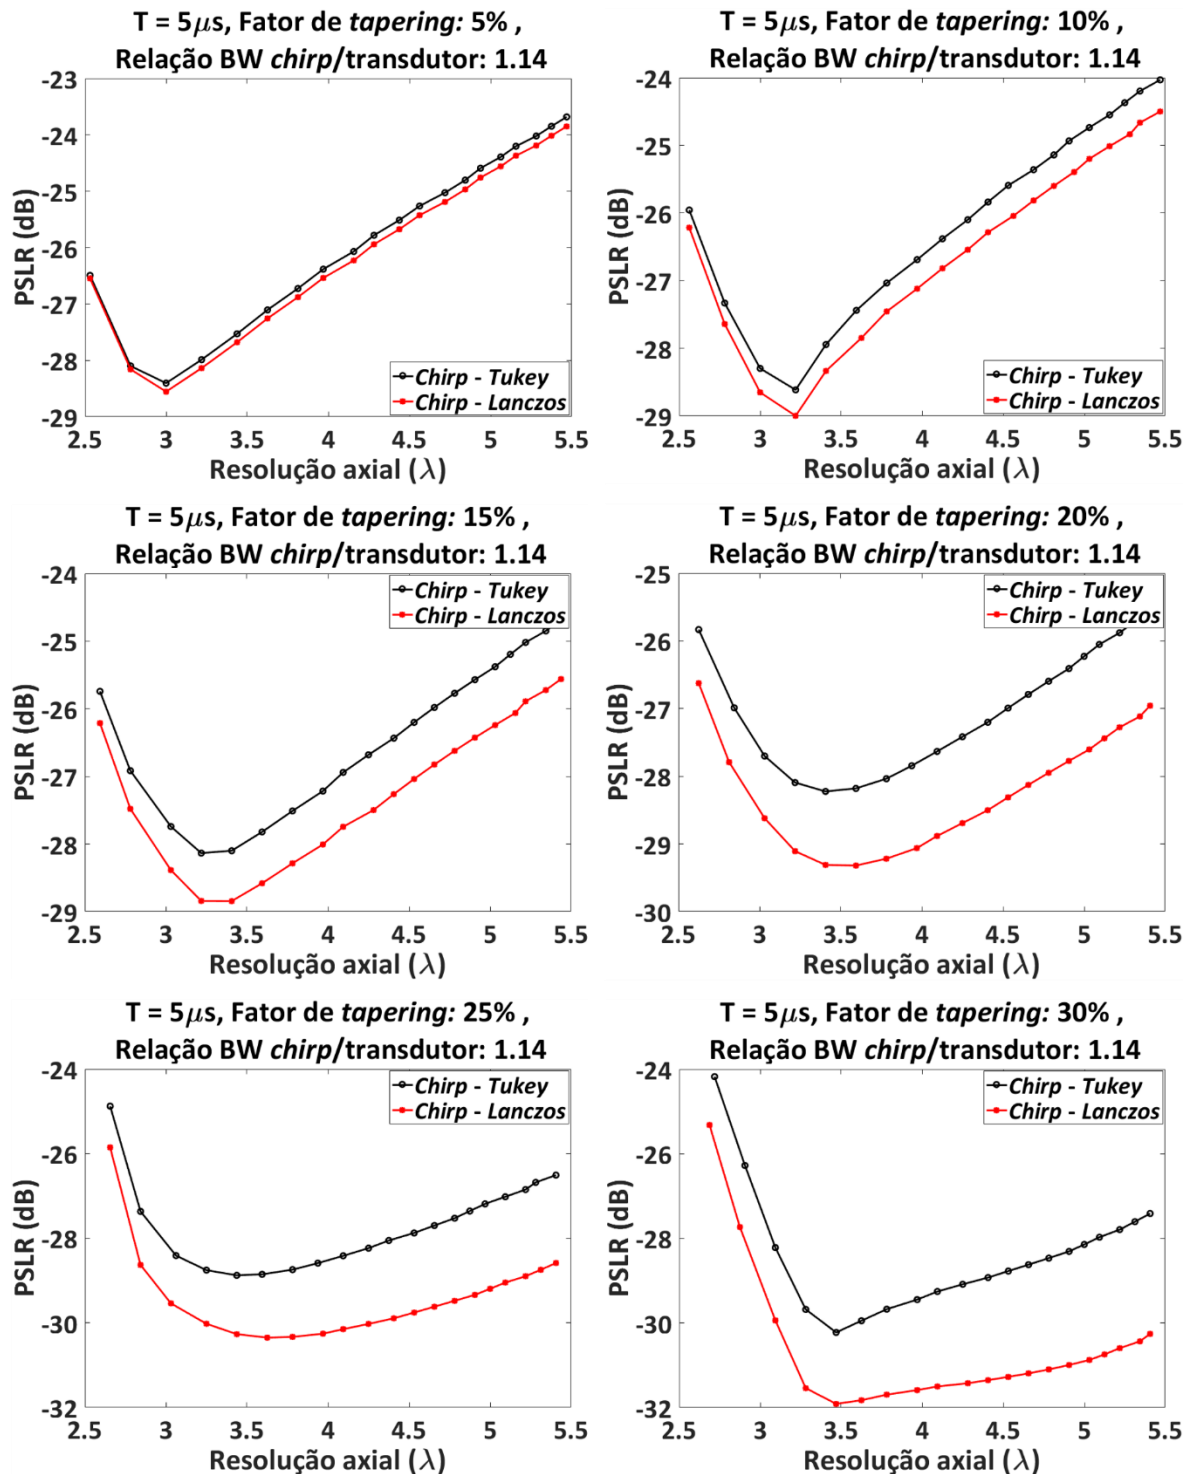 T = 5μs, Fator de tapering: 5% ,
Relação BW chirp/transdutor: 1.14
-23
-24
-25
-26
-27
-28
-29
PSLR (dB)
Chirp - Tukey
Chirp - Lanczos
2.5 3 3.5 4 4.5 5 5.5
Resolução axial (λ)
T = 5μs, Fator de tapering: 10% ,
Relação BW chirp/transdutor: 1.14
-24
-25
-26
-27
-28
-29
PSLR (dB)
Chirp - Tukey
Chirp - Lanczos
2.5 3 3.5 4 4.5 5 5.5
Resolução axial (λ)
T = 5μs, Fator de tapering: 15% ,
Relação BW chirp/transdutor: 1.14
-24
-25
-26
-27
-28
-29
PSLR (dB)
Chirp - Tukey
Chirp - Lanczos
2.5 3 3.5 4 4.5 5 5.5
Resolução axial (λ)
T = 5μs, Fator de tapering: 20% ,
Relação BW chirp/transdutor: 1.14
-25
-26
-27
-28
-29
-30
PSLR (dB)
Chirp - Tukey
Chirp - Lanczos
2.5 3 3.5 4 4.5 5 5.5
Resolução axial (λ)
T = 5μs, Fator de tapering: 25% ,
Relação BW chirp/transdutor: 1.14
-24
-26
-28
-30
-32
PSLR (dB)
Chirp - Tukey
Chirp - Lanczos
2.5 3 3.5 4 4.5 5 5.5
Resolução axial (λ)
T = 5μs, Fator de tapering: 30% ,
Relação BW chirp/transdutor: 1.14
-24
-26
-28
-30
-32
PSLR (dB)
Chirp - Tukey
Chirp - Lanczos
2.5 3 3.5 4 4.5 5 5.5
Resolução axial (λ)